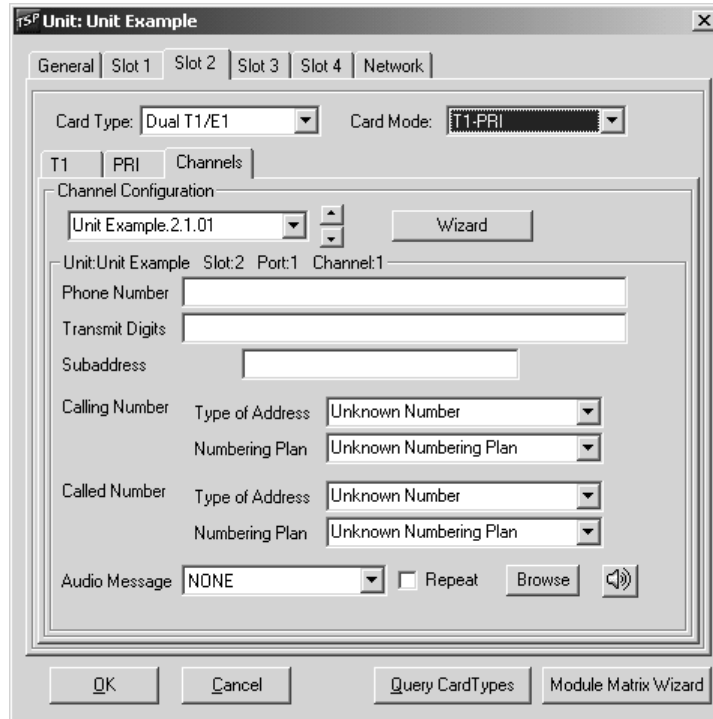 TSP Unit: Unit Example
General Slot 1 Slot 2 Slot 3 Slot 4 Network
Card Type: Dual T1/E1 Card Mode: T1-PRI
T1 PRI Channels
Channel Configuration
Unit Example.2.1.01 Wizard
Unit:Unit Example Slot:2 Port:1 Channel:1
Phone Number
Transmit Digits
Subaddress
Calling Number Type of Address Unknown Number
Numbering Plan Unknown Numbering Plan
Called Number Type of Address Unknown Number
Numbering Plan Unknown Numbering Plan
Audio Message NONE Repeat Browse
OK Cancel Query CardTypes Module Matrix Wizard